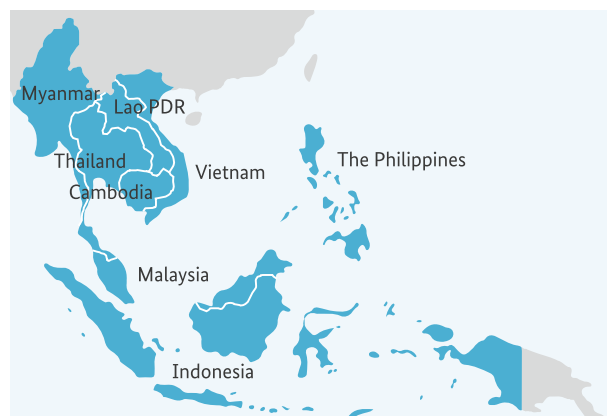 Myanmar
Lao PDR
Thailand
The Philippines
Vietnam
Cambodia
Malaysia
Indonesia